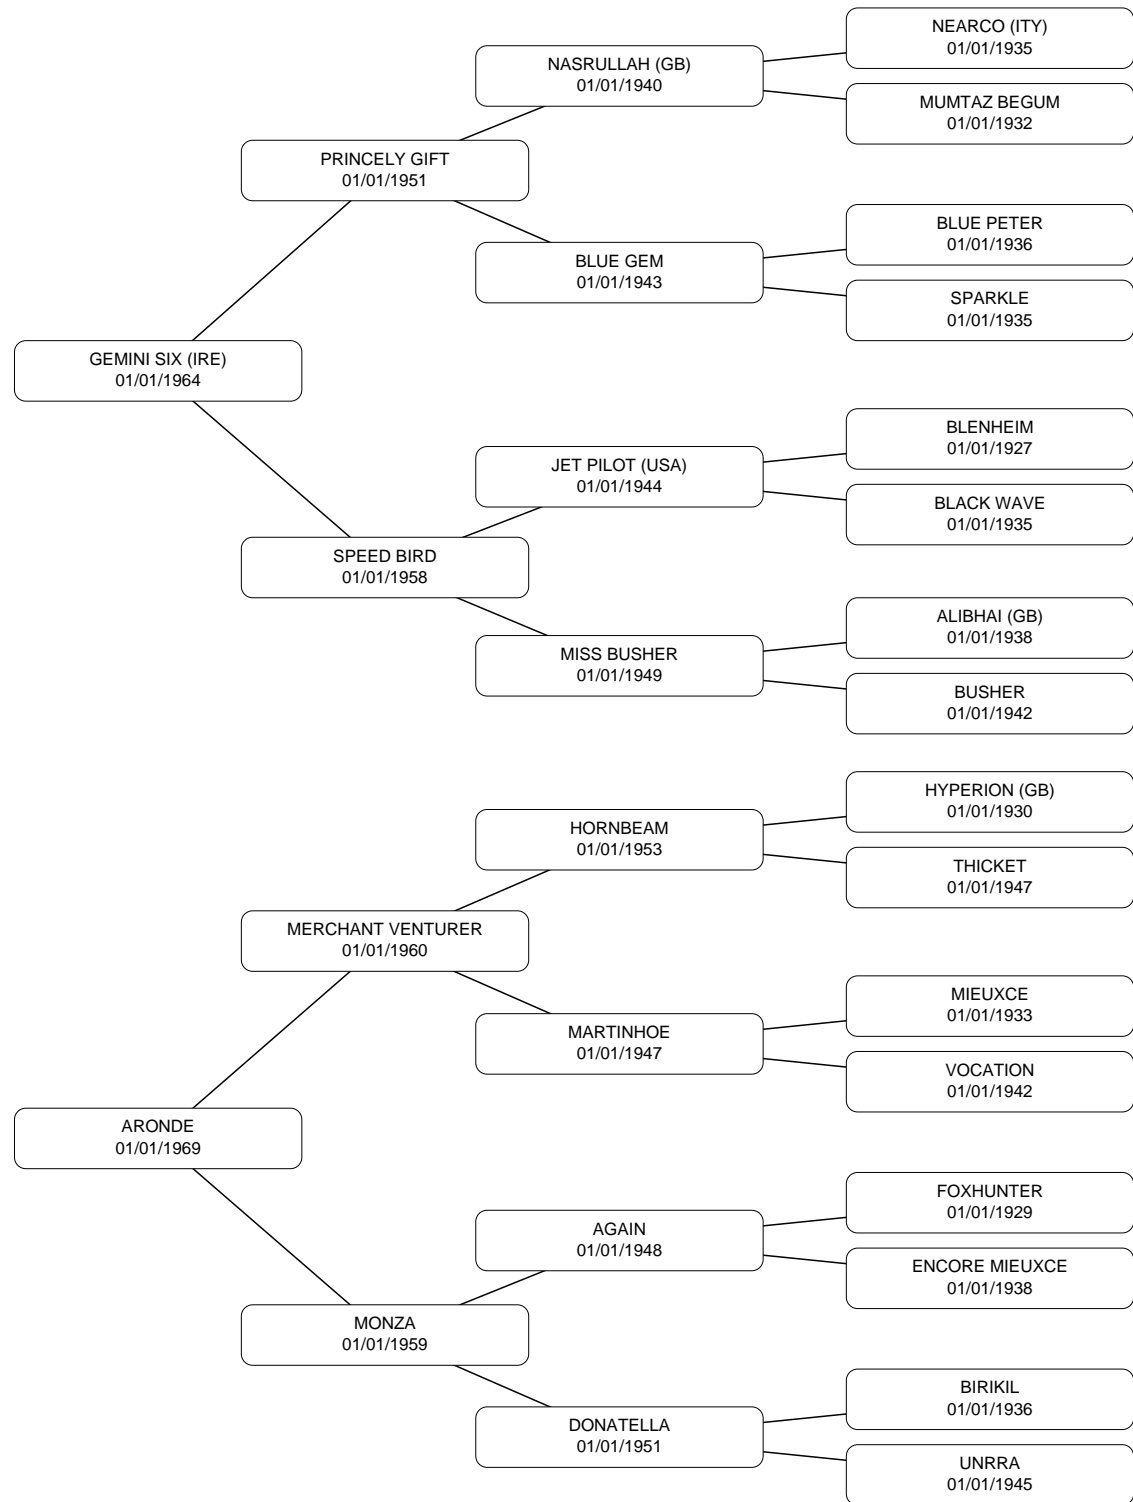 NEARCO (ITY)
01/01/1935
NASRULLAH (GB)
01/01/1940
MUMTAZ BEGUM
01/01/1932
PRINCELY GIFT
01/01/1951
BLUE PETER
01/01/1936
BLUE GEM
01/01/1943
SPARKLE
01/01/1935
GEMINI SIX (IRE)
01/01/1964
BLENHEIM
01/01/1927
JET PILOT (USA)
01/01/1944
BLACK WAVE
01/01/1935
SPEED BIRD
01/01/1958
ALIBHAI (GB)
01/01/1938
MISS BUSHER
01/01/1949
BUSHER
01/01/1942
HYPERION (GB)
01/01/1930
HORNBEAM
01/01/1953
THICKET
01/01/1947
MERCHANT VENTURER
01/01/1960
MIEUXCE
01/01/1933
MARTINHOE
01/01/1947
VOCATION
01/01/1942
ARONDE
01/01/1969
FOXHUNTER
01/01/1929
AGAIN
01/01/1948
ENCORE MIEUXCE
01/01/1938
MONZA
01/01/1959
BIRIKIL
01/01/1936
DONATELLA
01/01/1951
UNRRA
01/01/1945